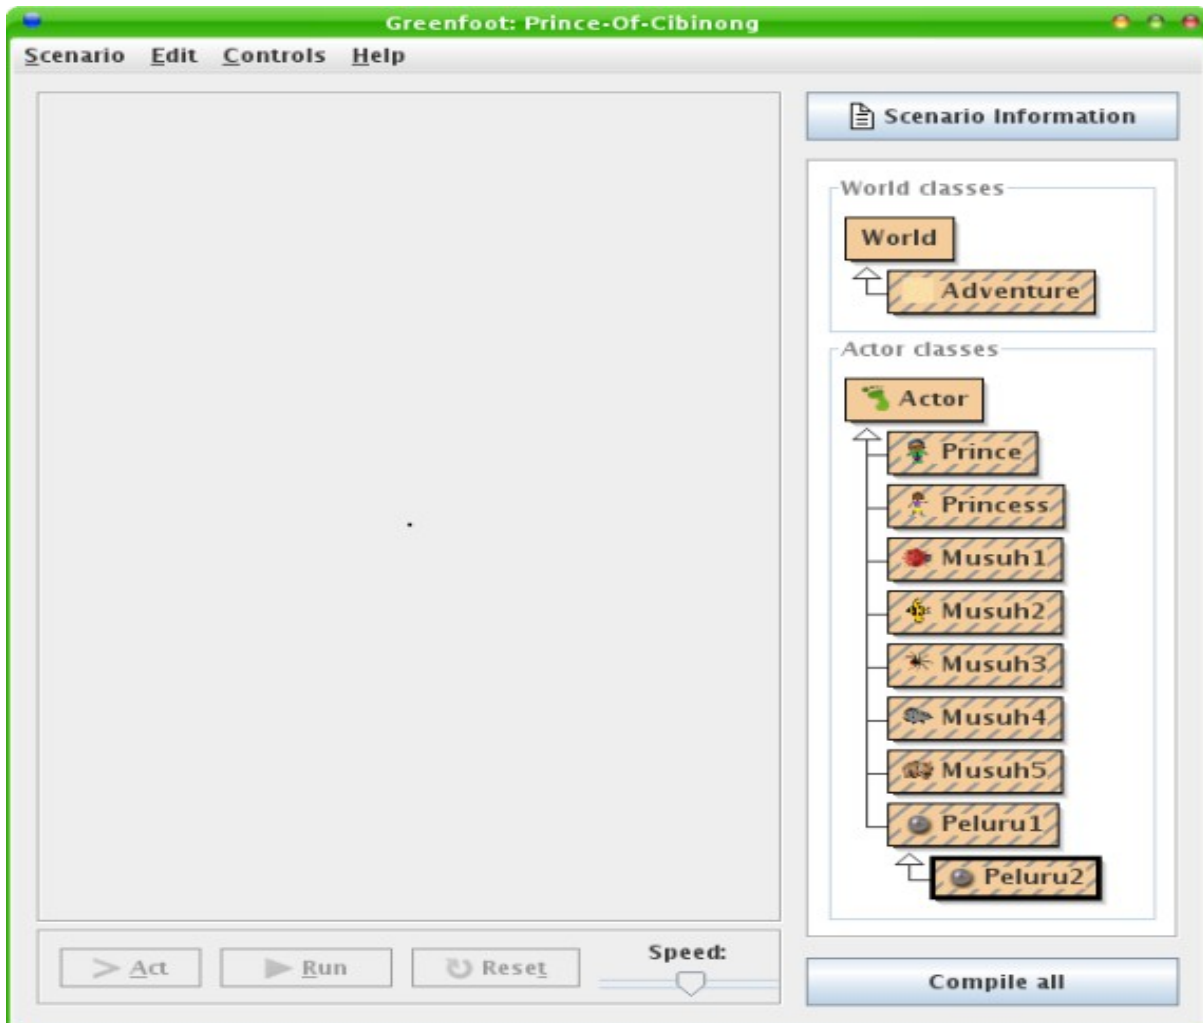 Greenfoot: Prince-Of-Cibinong
Scenario Edit Controls Help
Scenario Information
World classes
World
Adventure
Actor classes
Actor
Prince
Princess
Musuh1
Musuh2
Musuh3
Musuh4
Musuh5
Peluru1
Peluru2
> Act Run Reset Speed:
Compile all